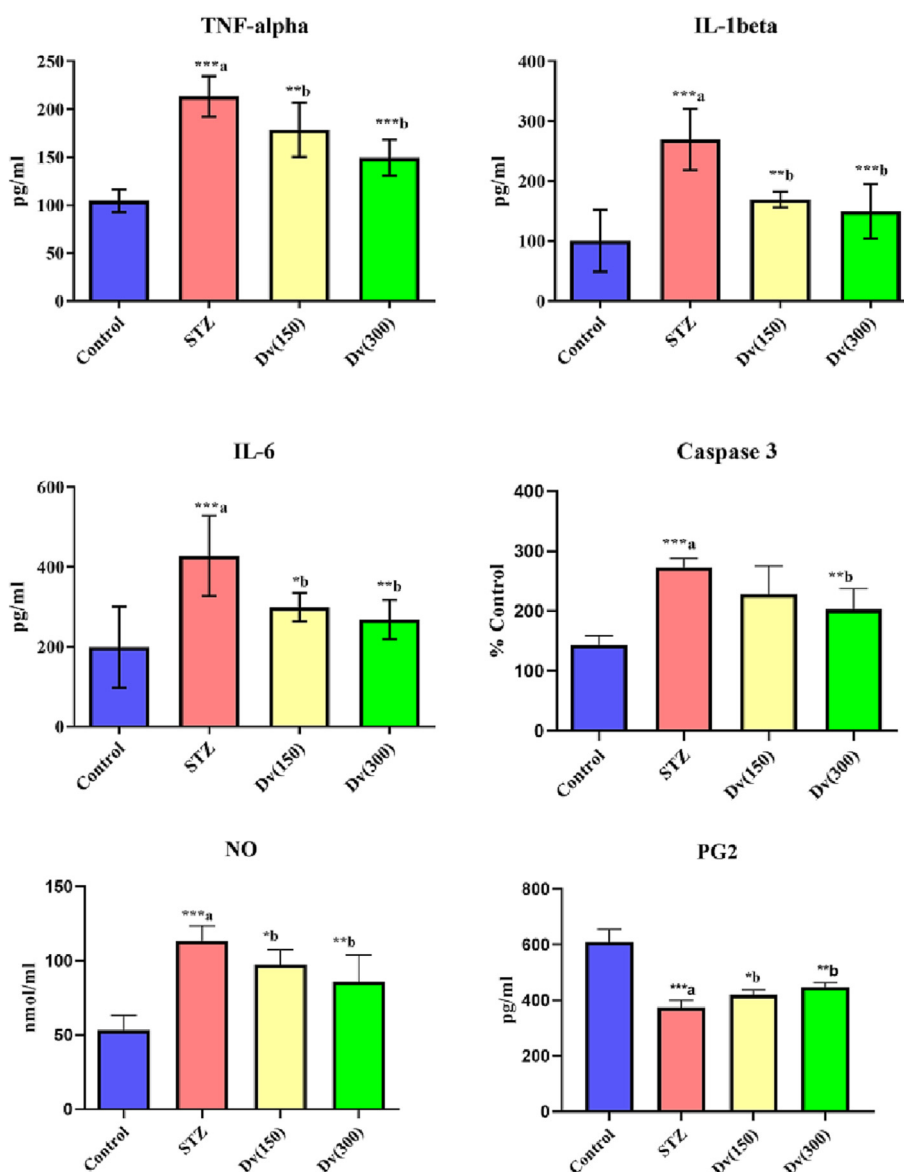 TNF-alpha
pg/ml
250
200
150
100
50
0
***a
**b
***b
Control
STZ
Dv(150)
Dv(300)
IL-1beta
pg/ml
400
300
200
100
0
***a
**b
***b
Control
STZ
Dv(150)
Dv(300)
IL-6
pg/ml
600
400
200
0
***a
*b
**b
Control
STZ
Dv(150)
Dv(300)
Caspase 3
% Control
400
300
200
100
0
***a
**b
Control
STZ
Dv(150)
Dv(300)
NO
nmol/ml
150
100
50
0
***a
*b
**b
Control
STZ
Dv(150)
Dv(300)
PG2
pg/ml
800
600
400
200
0
***a
*b
**b
Control
STZ
Dv(150)
Dv(300)